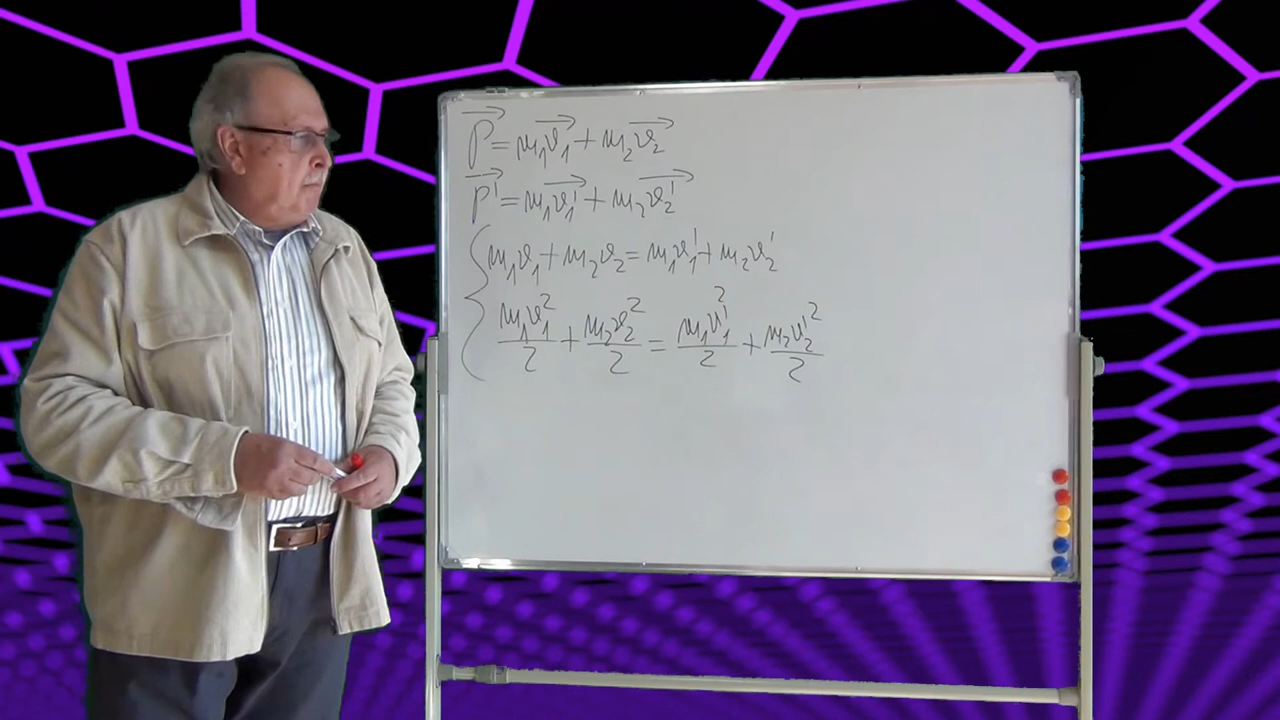 p⃗ = m₁v⃗₁ + m₂v⃗₂
p⃗' = m₁v⃗₁' + m₂v⃗₂'
{ m₁v₁ + m₂v₂ = m₁v₁' + m₂v₂'
m₁v₁²/2 + m₂v₂²/2 = m₁v₁'²/2 + m₂v₂'²/2